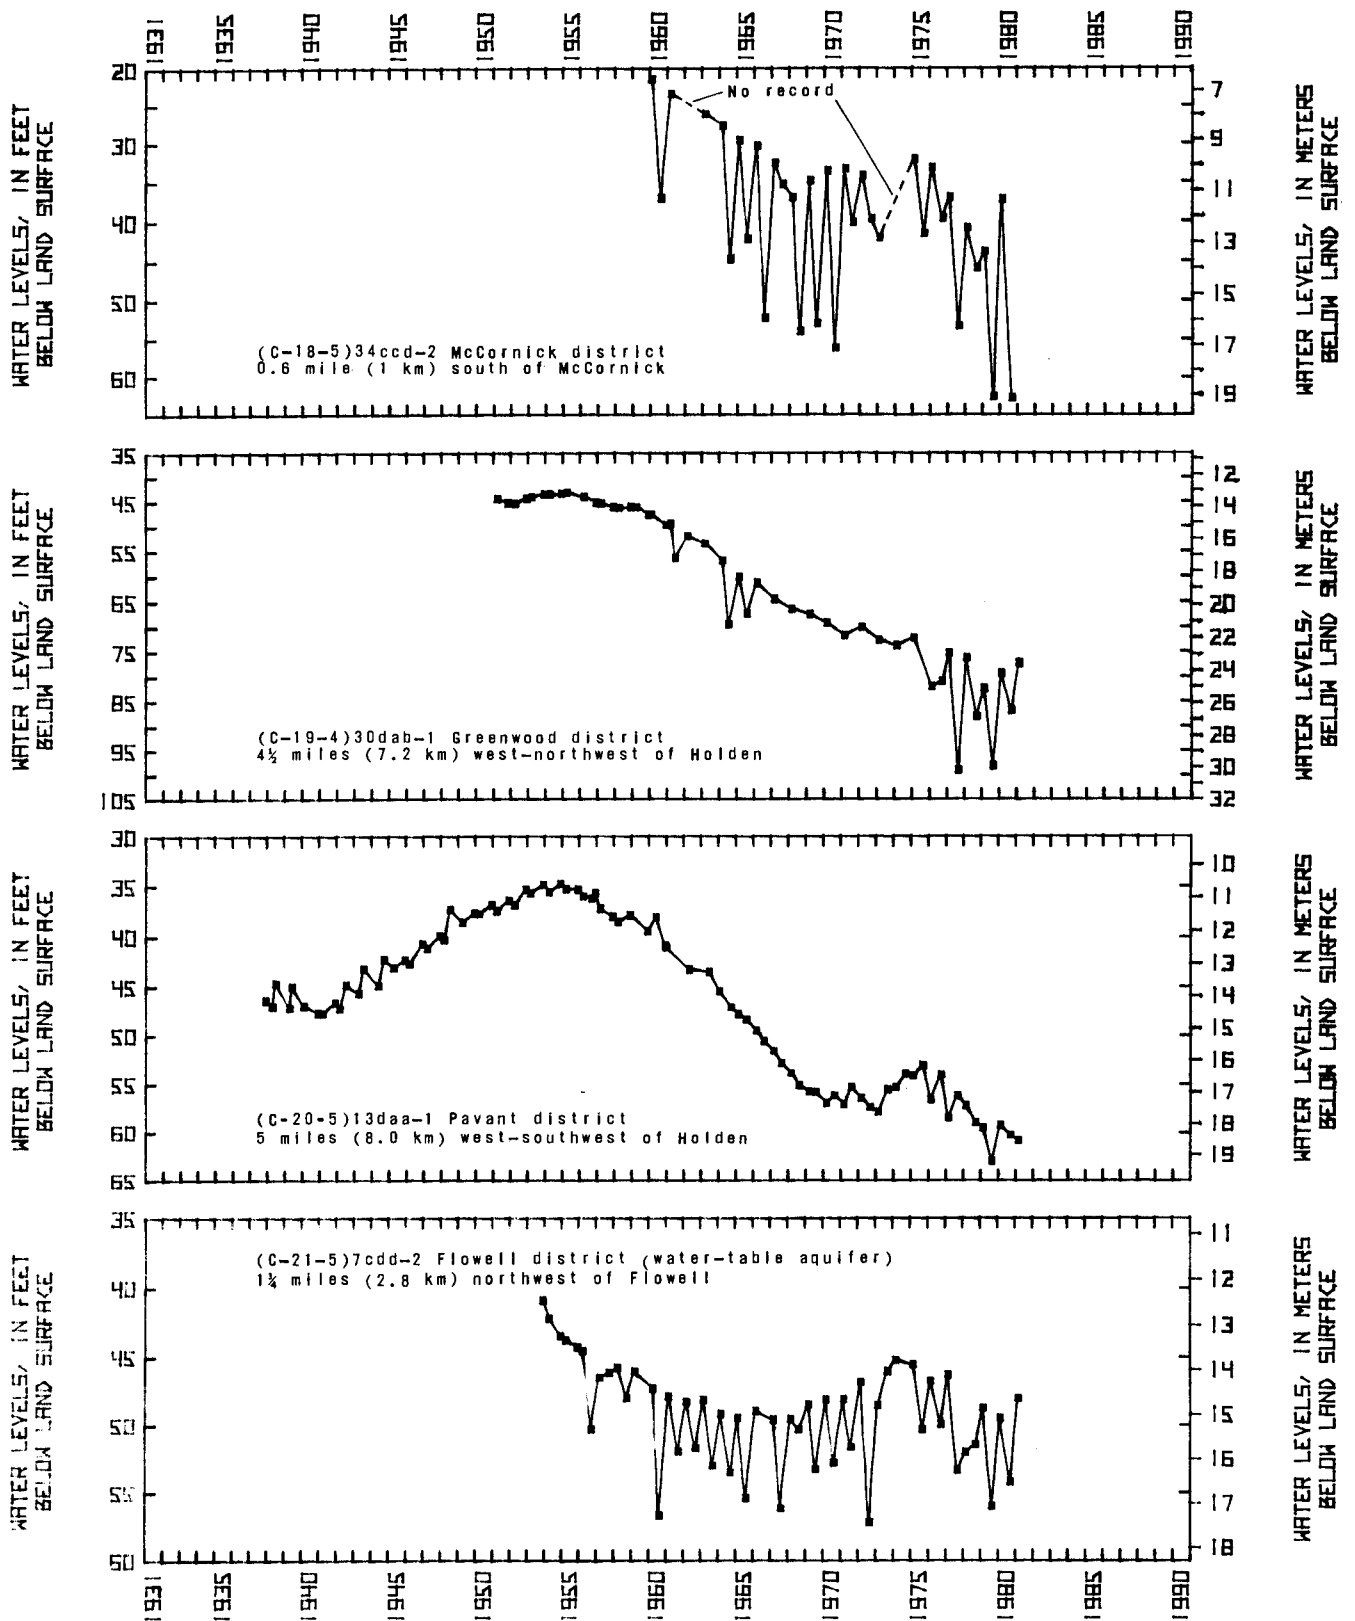 1931 1935 1940 1945 1950 1955 1960 1965 1970 1975 1980 1985 1990
WATER LEVELS, IN FEET
BELOW LAND SURFACE
20
30
40
50
60
No record
(C-18-5)34ccd-2 McCornick district
0.6 mile (1 km) south of McCornick
7
9
11
13
15
17
19
WATER LEVELS, IN METERS
BELOW LAND SURFACE
WATER LEVELS, IN FEET
BELOW LAND SURFACE
35
45
55
65
75
85
95
105
(C-19-4)30dab-1 Greenwood district
4½ miles (7.2 km) west-northwest of Holden
12
14
16
18
20
22
24
26
28
30
32
WATER LEVELS, IN METERS
BELOW LAND SURFACE
WATER LEVELS, IN FEET
BELOW LAND SURFACE
30
35
40
45
50
55
60
65
(C-20-5)13daa-1 Pavant district
5 miles (8.0 km) west-southwest of Holden
10
11
12
13
14
15
16
17
18
19
WATER LEVELS, IN METERS
BELOW LAND SURFACE
WATER LEVELS, IN FEET
BELOW LAND SURFACE
35
40
45
50
55
60
(C-21-5)7cdd-2 Flowell district (water-table aquifer)
1¾ miles (2.8 km) northwest of Flowell
11
12
13
14
15
16
17
18
WATER LEVELS, IN METERS
BELOW LAND SURFACE
1931 1935 1940 1945 1950 1955 1960 1965 1970 1975 1980 1985 1990